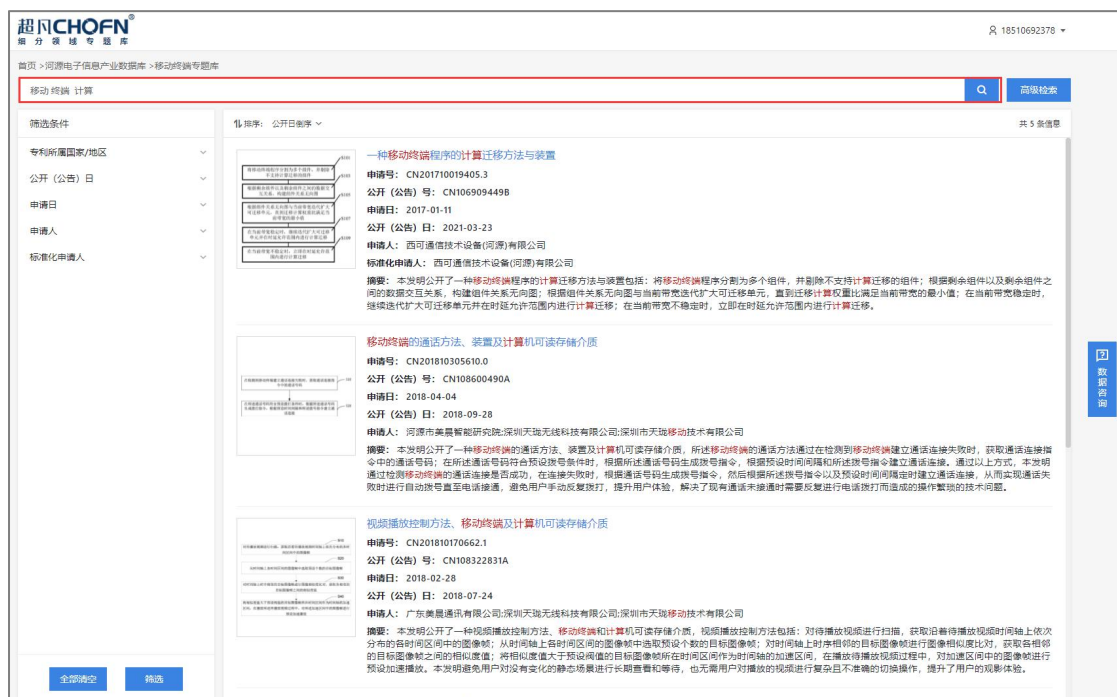 超凡CHOFN®
细分领域专题库
18510692378
首页 >河源电子信息产业数据库 >移动终端专题库
移动 终端 计算
高级检索
筛选条件
专利所属国家/地区
公开（公告）日
申请日
申请人
标准化申请人
全部清空
筛选
排序： 公开日倒序
共 5 条信息
一种移动终端程序的计算迁移方法与装置
申请号： CN201710019405.3
公开（公告）号： CN106909449B
申请日： 2017-01-11
公开（公告）日： 2021-03-23
申请人： 西可通信技术设备(河源)有限公司
标准化申请人： 西可通信技术设备(河源)有限公司
摘要： 本发明公开了一种移动终端程序的计算迁移方法与装置包括：将移动终端程序分割为多个组件，并剔除不支持计算迁移的组件；根据剩余组件以及剩余组件之
间的数据交互关系，构建组件关系无向图；根据组件关系无向图与当前带宽迭代扩大可迁移单元，直到迁移计算权重比满足当前带宽的最小值；在当前带宽稳定时，
继续迭代扩大可迁移单元并在时延允许范围内进行计算迁移；在当前带宽不稳定时，立即在时延允许范围内进行计算迁移。
移动终端的通话方法、装置及计算机可读存储介质
申请号： CN201810305610.0
公开（公告）号： CN108600490A
申请日： 2018-04-04
公开（公告）日： 2018-09-28
申请人： 河源市美晨智能研究院;深圳天珑无线科技有限公司;深圳市天珑移动技术有限公司
摘要： 本发明公开了一种移动终端的通话方法、装置及计算机可读存储介质，所述移动终端的通话方法通过在检测到移动终端建立通话连接失败时，获取通话连接指
令中的通话号码；在所述通话号码符合预设拨号条件时，根据所述通话号码生成拨号指令，根据预设时间间隔和所述拨号指令建立通话连接。通过以上方式，本发明
通过检测移动终端的通话连接是否成功，在连接失败时，根据通话号码生成拨号指令，然后根据所述拨号指令以及预设时间间隔定时建立通话连接，从而实现通话失
败时进行自动拨号直至电话接通，避免用户手动反复拨打，提升用户体验，解决了现有通话未接通时需要反复进行电话拨打而造成的操作繁琐的技术问题。
视频播放控制方法、移动终端及计算机可读存储介质
申请号： CN201810170662.1
公开（公告）号： CN108322831A
申请日： 2018-02-28
公开（公告）日： 2018-07-24
申请人： 广东美晨通讯有限公司;深圳天珑无线科技有限公司;深圳市天珑移动技术有限公司
摘要： 本发明公开了一种视频播放控制方法、移动终端和计算机可读存储介质，视频播放控制方法包括：对待播放视频进行扫描，获取沿着待播放视频时间轴上依次
分布的各时间区间中的图像帧；从时间轴上各时间区间的图像帧中选取预设个数的目标图像帧；对时间轴上时序相邻的目标图像帧进行图像相似度比对，获取各相邻
的目标图像帧之间的相似度值；将相似度值大于预设阀值的目标图像帧所在时间区间作为时间轴的加速区间，在播放待播放视频过程中，对加速区间中的图像帧进行
预设加速播放。本发明避免用户对没有变化的静态场景进行长期查看和等待，也无需用户对播放的视频进行复杂且不准确的切换操作，提升了用户的观影体验。
数据咨询